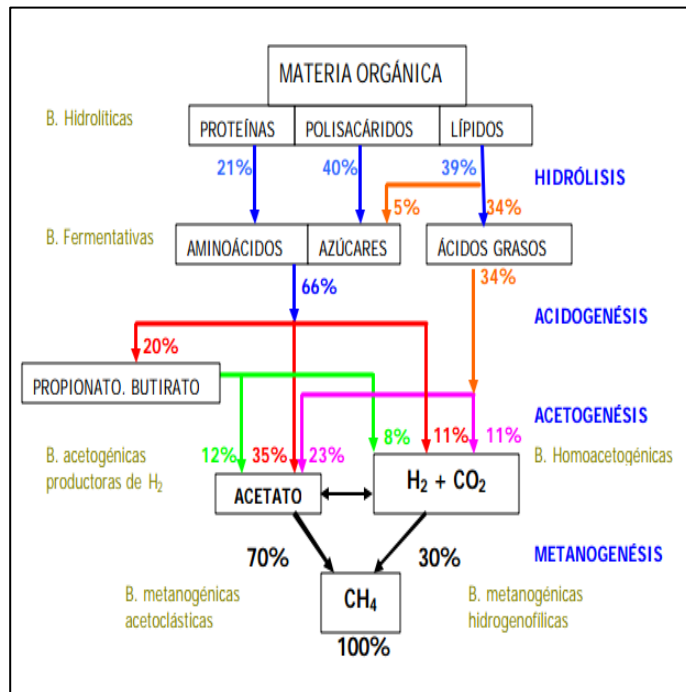 MATERIA ORGÁNICA
B. Hidrolíticas
PROTEÍNAS POLISACÁRIDOS LÍPIDOS
21% 40% 39%
HIDRÓLISIS
5% 34%
B. Fermentativas
AMINOÁCIDOS AZÚCARES ÁCIDOS GRASOS
66% 34%
ACIDOGENÉSIS
20%
PROPIONATO. BUTIRATO
ACETOGENÉSIS
12% 35% 23% 8% 11% 11%
B. acetogénicas
productoras de H₂
B. Homoacetogénicas
ACETATO H₂ + CO₂
70% 30%
METANOGENÉSIS
B. metanogénicas
acetoclásticas
CH₄
B. metanogénicas
hidrogenofílicas
100%